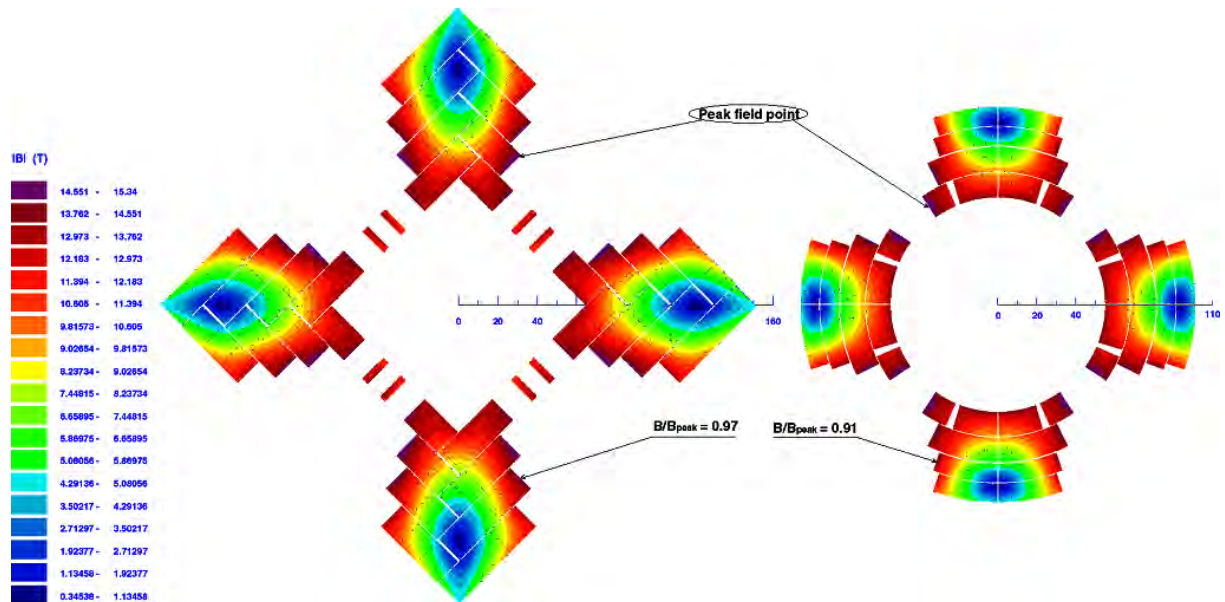 Peak field point
|B| (T)
14.551 - 15.34
13.762 - 14.551
12.973 - 13.762
12.183 - 12.973
11.394 - 12.183
10.605 - 11.394
9.81573 - 10.605
9.02654 - 9.81573
8.23734 - 9.02654
7.44815 - 8.23734
6.65895 - 7.44815
5.86975 - 6.65895
5.08056 - 5.86975
4.29136 - 5.08056
3.50217 - 4.29136
2.71297 - 3.50217
1.92377 - 2.71297
1.13458 - 1.92377
0.34538 - 1.13458
0 20 40 160
0 20 40 110
B/Bpeak = 0.97
B/Bpeak = 0.91